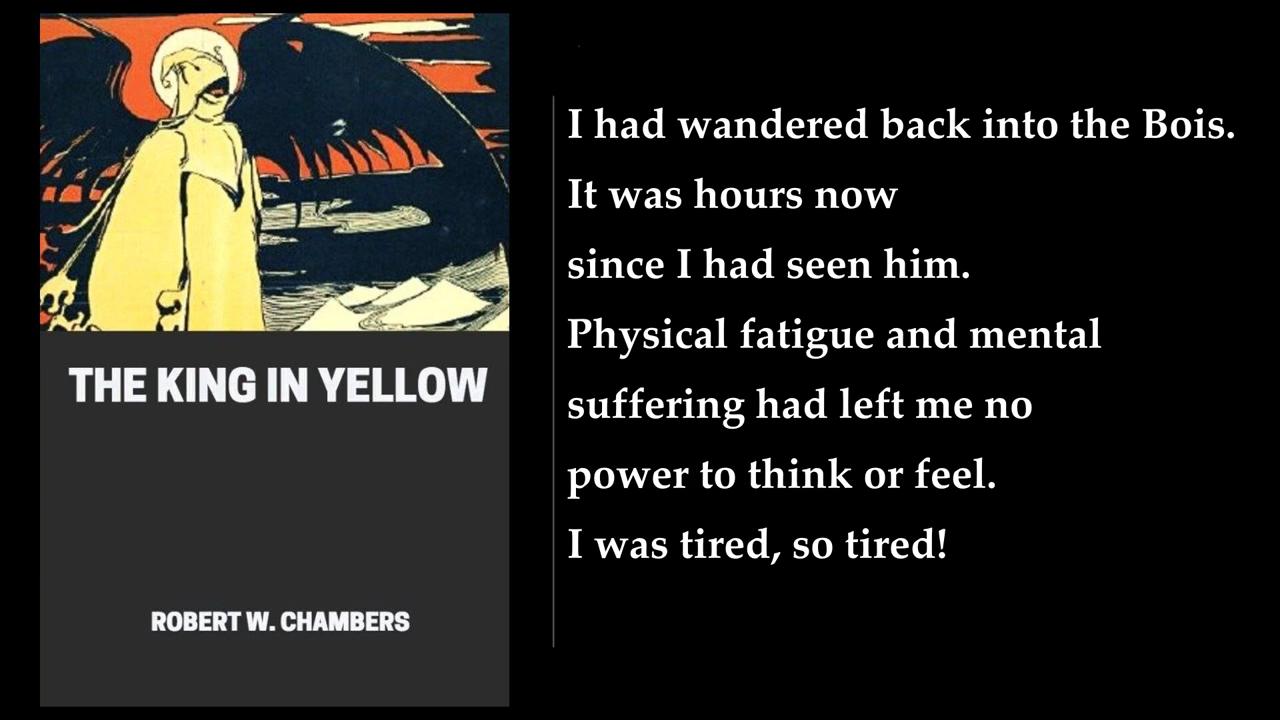 THE KING IN YELLOW
ROBERT W. CHAMBERS
I had wandered back into the Bois.
It was hours now
since I had seen him.
Physical fatigue and mental
suffering had left me no
power to think or feel.
I was tired, so tired!